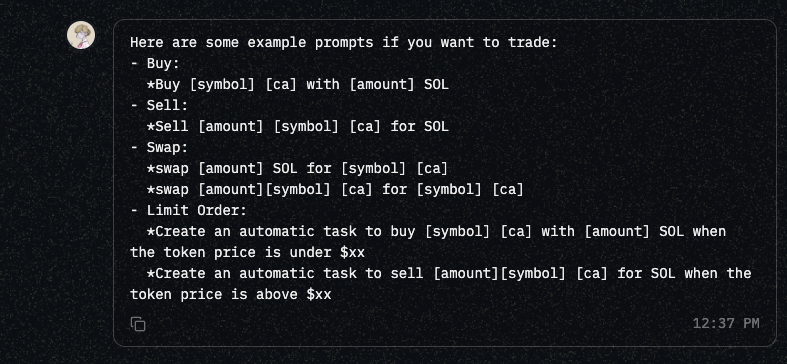 Here are some example prompts if you want to trade:
- Buy:
*Buy [symbol] [ca] with [amount] SOL
- Sell:
*Sell [amount] [symbol] [ca] for SOL
- Swap:
*swap [amount] SOL for [symbol] [ca]
*swap [amount][symbol] [ca] for [symbol] [ca]
- Limit Order:
*Create an automatic task to buy [symbol] [ca] with [amount] SOL when
the token price is under $xx
*Create an automatic task to sell [amount][symbol] [ca] for SOL when the
token price is above $xx
12:37 PM